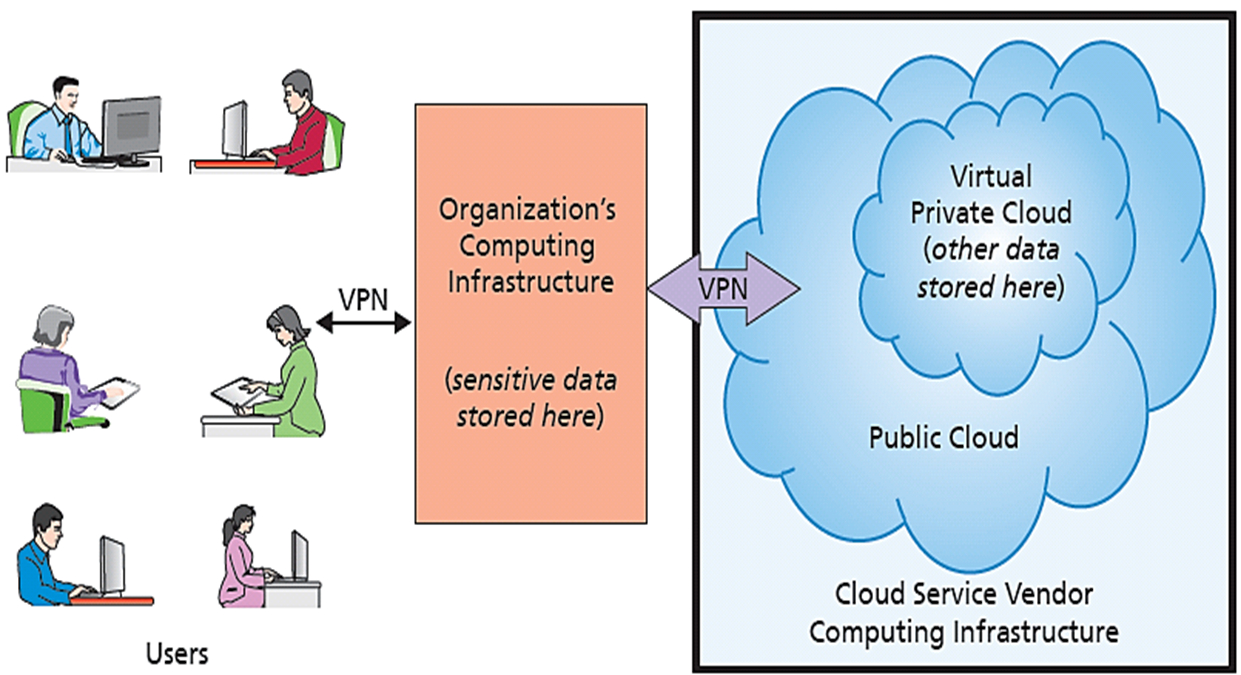 Users
VPN
Organization's
Computing
Infrastructure
(sensitive data
stored here)
VPN
Virtual
Private Cloud
(other data
stored here)
Public Cloud
Cloud Service Vendor
Computing Infrastructure